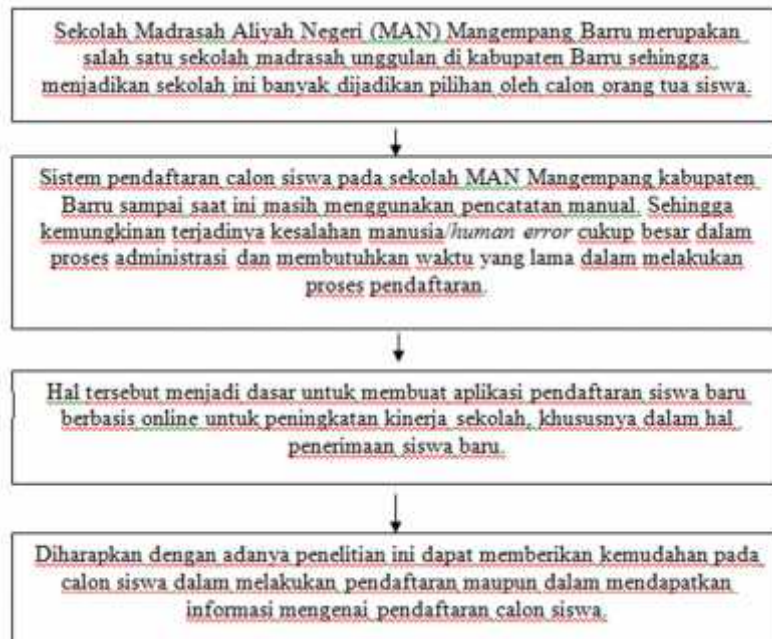 Sekolah Madrasah Aliyah Negeri (MAN) Mangempang Barru merupakan
salah satu sekolah madrasah unggulan di kabupaten Barru sehingga
menjadikan sekolah ini banyak dijadikan pilihan oleh calon orang tua siswa.
Sistem pendaftaran calon siswa pada sekolah MAN Mangempang kabupaten
Barru sampai saat ini masih menggunakan pencatatan manual. Sehingga
kemungkinan terjadinya kesalahan manusia/human error cukup besar dalam
proses administrasi dan membutuhkan waktu yang lama dalam melakukan
proses pendaftaran.
Hal tersebut menjadi dasar untuk membuat aplikasi pendaftaran siswa baru
berbasis online untuk peningkatan kinerja sekolah, khususnya dalam hal
penerimaan siswa baru.
Diharapkan dengan adanya penelitian ini dapat memberikan kemudahan pada
calon siswa dalam melakukan pendaftaran maupun dalam mendapatkan
informasi mengenai pendaftaran calon siswa.